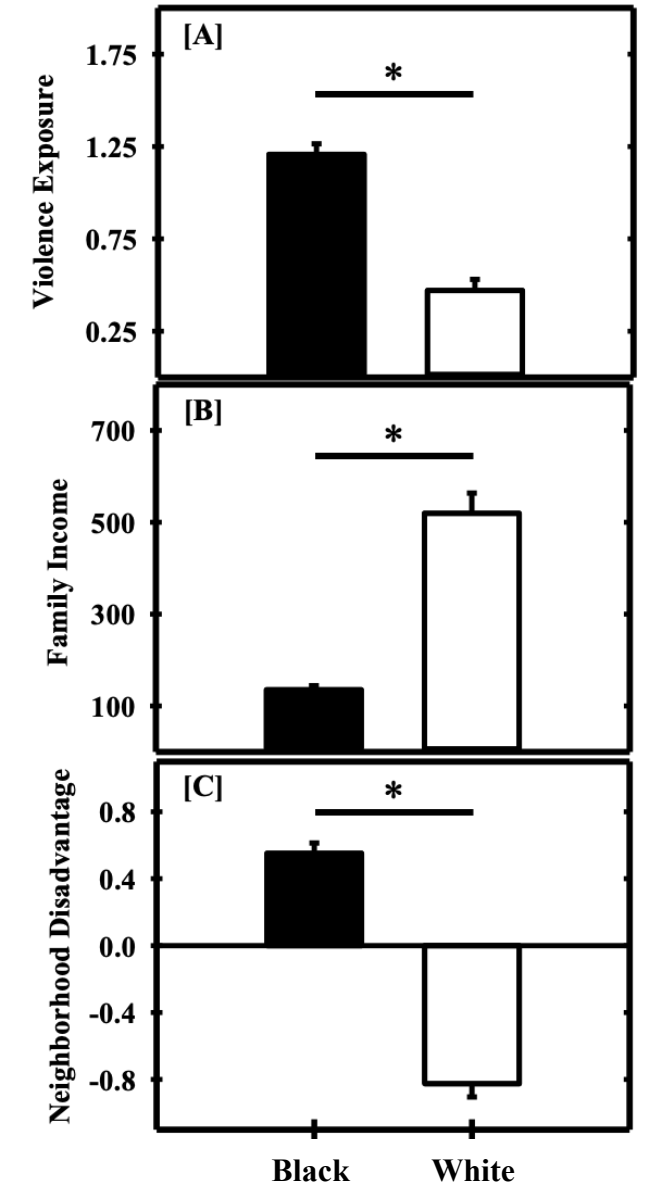 [A]
*
1.75
1.25
0.75
0.25
Violence Exposure
[B]
*
700
500
300
100
Family Income
[C]
*
0.8
0.4
0.0
-0.4
-0.8
Neighborhood Disadvantage
Black White